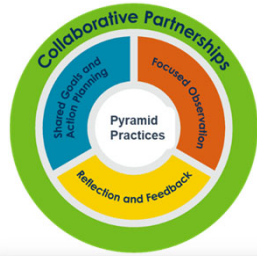 Collaborative Partnerships
Shared Goals and
Action Planning
Focused Observation
Pyramid
Practices
Reflection and Feedback